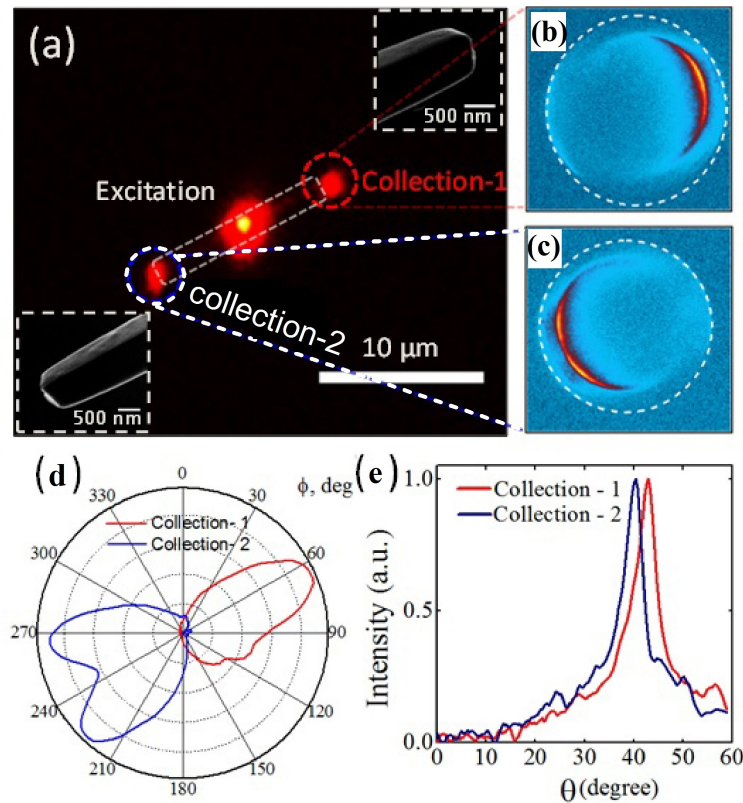 (a)
500 nm
Excitation
Collection-1
collection-2
10 μm
500 nm
(b)
(c)
(d)
0
ϕ, deg
330
30
Collection- 1
Collection- 2
300
60
270
90
240
120
210
150
180
(e)
1.0
Collection - 1
Collection - 2
Intensity (a.u.)
0.5
0.0
0 10 20 30 40 50 60
θ(degree)